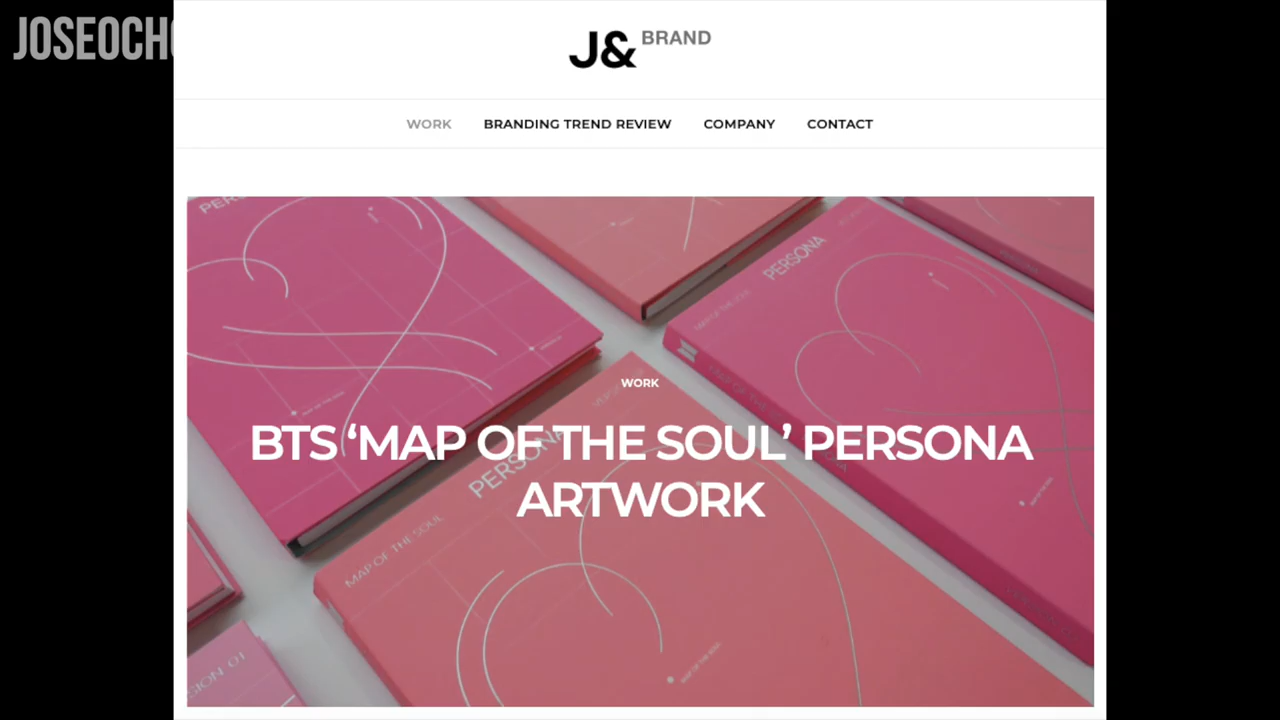 JOSEOCHO
J& BRAND
WORK
BRANDING TREND REVIEW
COMPANY
CONTACT
PERSONA
WORK
BTS ‘MAP OF THE SOUL’ PERSONA
ARTWORK
PERSONA
MAP OF THE SOUL